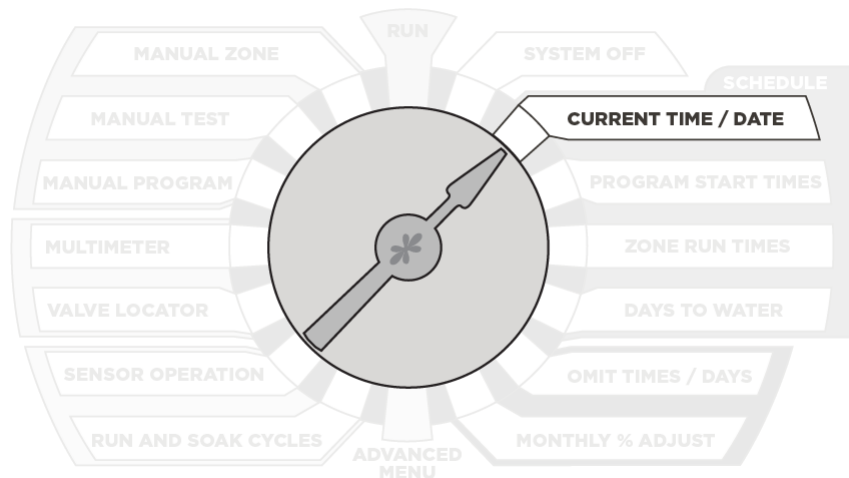 RUN
MANUAL ZONE
SYSTEM OFF
SCHEDULE
MANUAL TEST
CURRENT TIME / DATE
MANUAL PROGRAM
PROGRAM START TIMES
MULTIMETER
ZONE RUN TIMES
VALVE LOCATOR
DAYS TO WATER
SENSOR OPERATION
OMIT TIMES / DAYS
RUN AND SOAK CYCLES
MONTHLY % ADJUST
ADVANCED
MENU